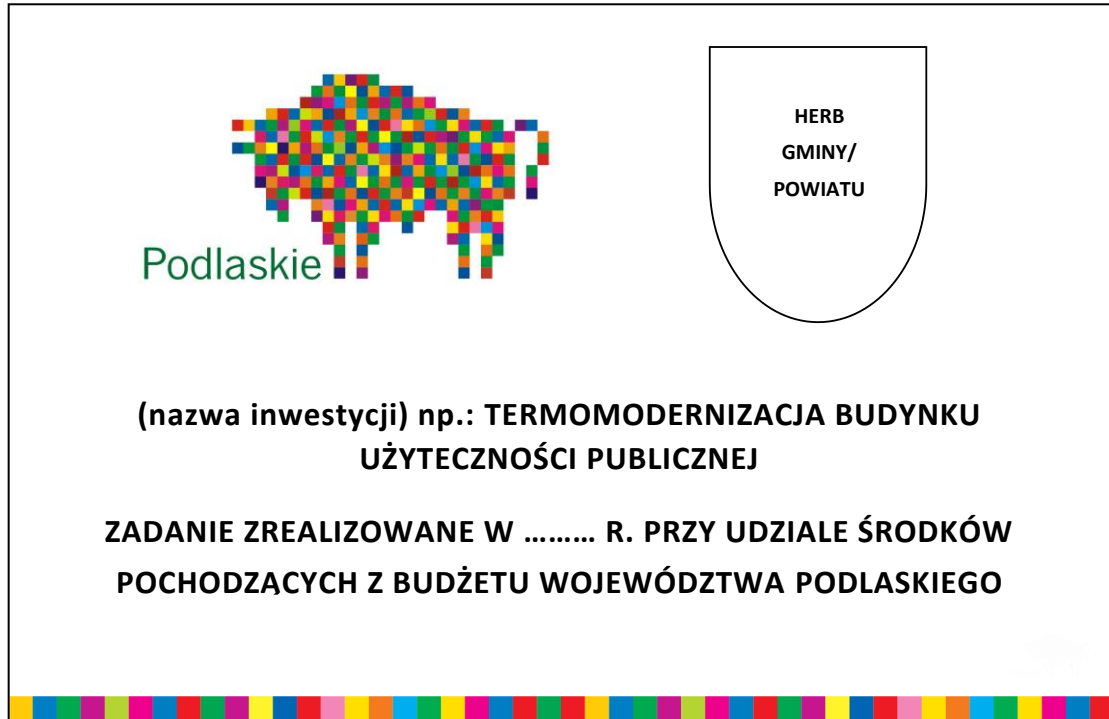 Podlaskie
HERB
GMINY/
POWIATU
(nazwa inwestycji) np.: TERMOMODERNIZACJA BUDYNKU
UŻYTECZNOŚCI PUBLICZNEJ
ZADANIE ZREALIZOWANE W ……… R. PRZY UDZIALE ŚRODKÓW
POCHODZĄCYCH Z BUDŻETU WOJEWÓDZTWA PODLASKIEGO